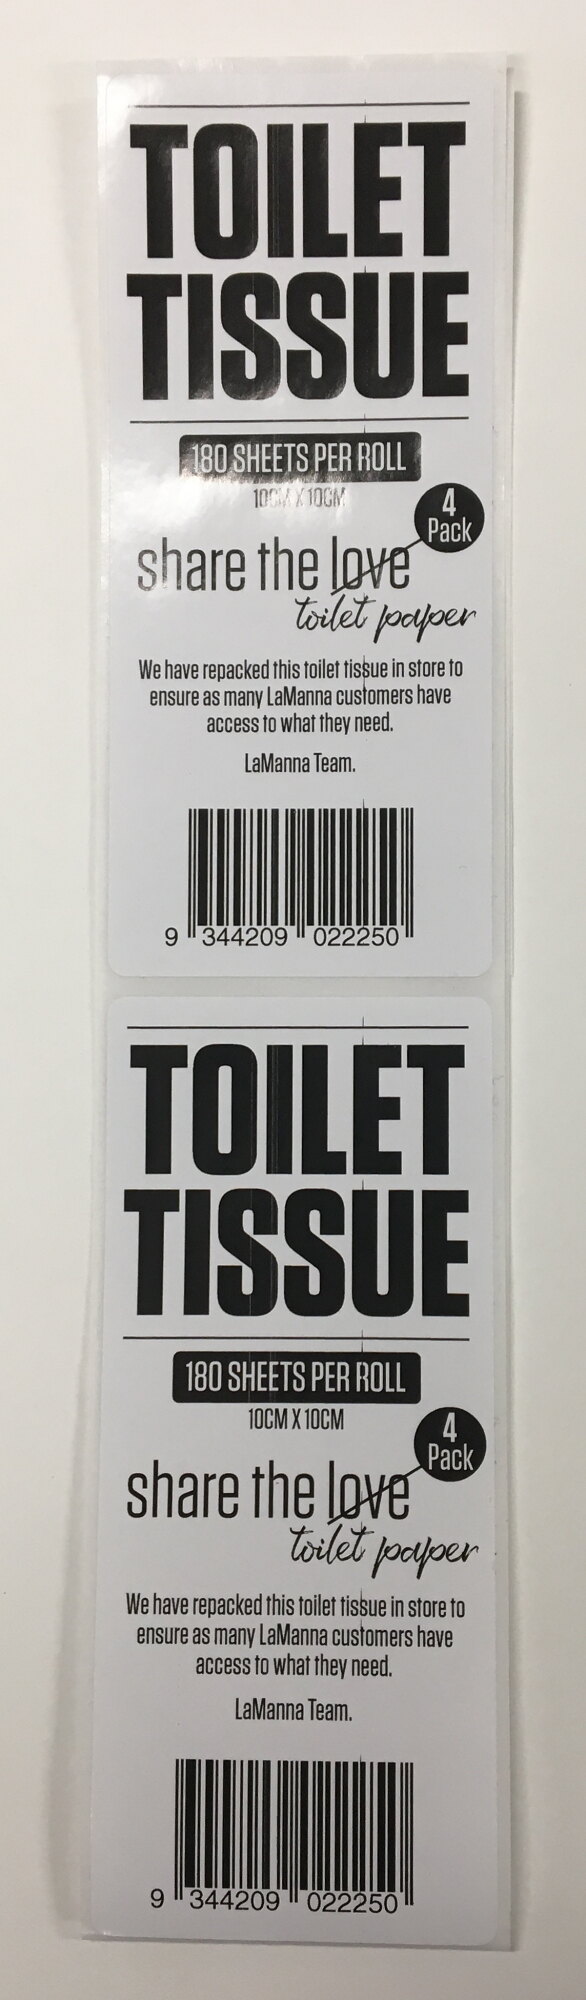 TOILET
TISSUE
180 SHEETS PER ROLL
10CM X 10CM
4
Pack
share the love
toilet paper
We have repacked this toilet tissue in store to
ensure as many LaManna customers have
access to what they need.
LaManna Team.
9 344209 022250
TOILET
TISSUE
180 SHEETS PER ROLL
10CM X 10CM
4
Pack
share the love
toilet paper
We have repacked this toilet tissue in store to
ensure as many LaManna customers have
access to what they need.
LaManna Team.
9 344209 022250